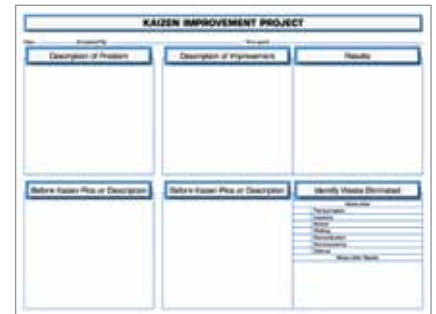 KAIZEN IMPROVEMENT PROJECT
Description of Problem
Description of Improvement
Results
Before Kaizen Pics or Description
Before Kaizen Pics or Description
Identify Waste Eliminated
Transportation
Inventory
Motion
Waiting
Overproduction
Overprocessing
Defects